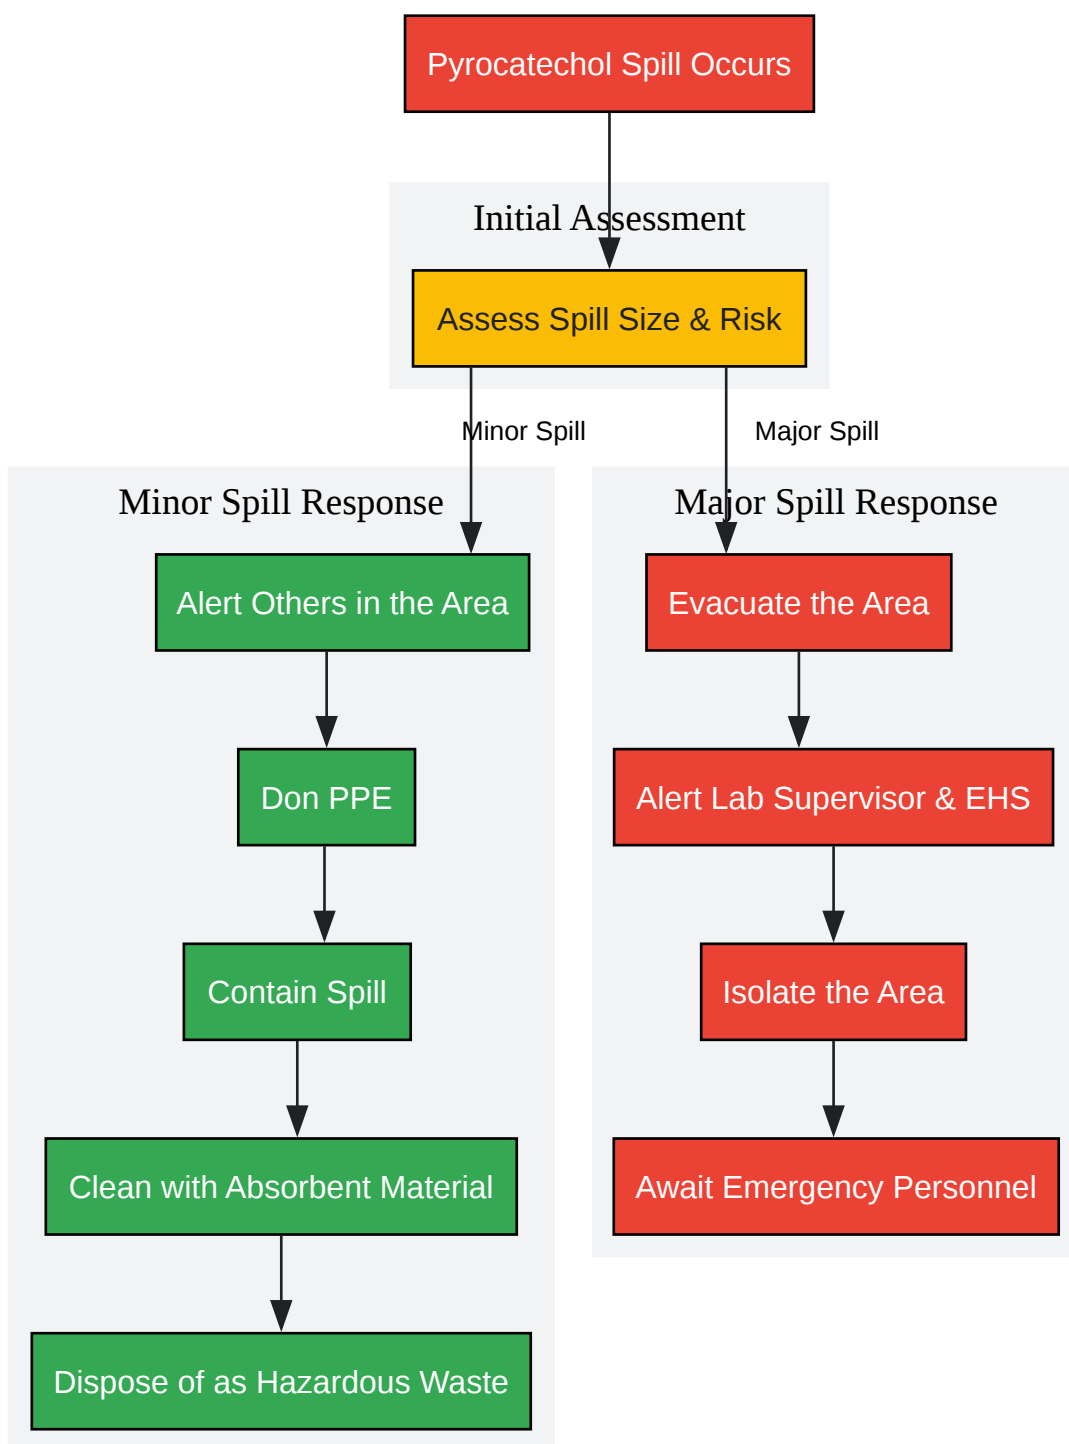 Pyrocatechol Spill Occurs
Initial Assessment
Assess Spill Size & Risk
Minor Spill
Major Spill
Minor Spill Response
Major Spill Response
Alert Others in the Area
Evacuate the Area
Don PPE
Alert Lab Supervisor & EHS
Contain Spill
Isolate the Area
Clean with Absorbent Material
Await Emergency Personnel
Dispose of as Hazardous Waste